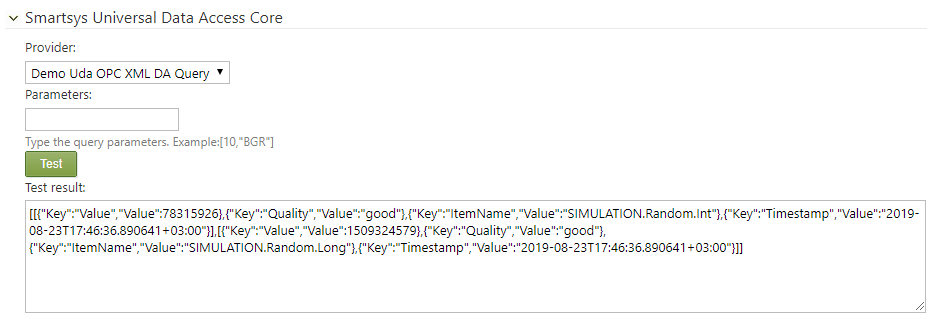 Smartsys Universal Data Access Core
Provider:
Demo Uda OPC XML DA Query
Parameters:
Type the query parameters. Example:[10,"BGR"]
Test
Test result:
[[{"Key":"Value","Value":78315926},{"Key":"Quality","Value":"good"},{"Key":"ItemName","Value":"SIMULATION.Random.Int"},{"Key":"Timestamp","Value":"2019-
08-23T17:46:36.890641+03:00"}],[{"Key":"Value","Value":1509324579},{"Key":"Quality","Value":"good"},
{"Key":"ItemName","Value":"SIMULATION.Random.Long"},{"Key":"Timestamp","Value":"2019-08-23T17:46:36.890641+03:00"}]]